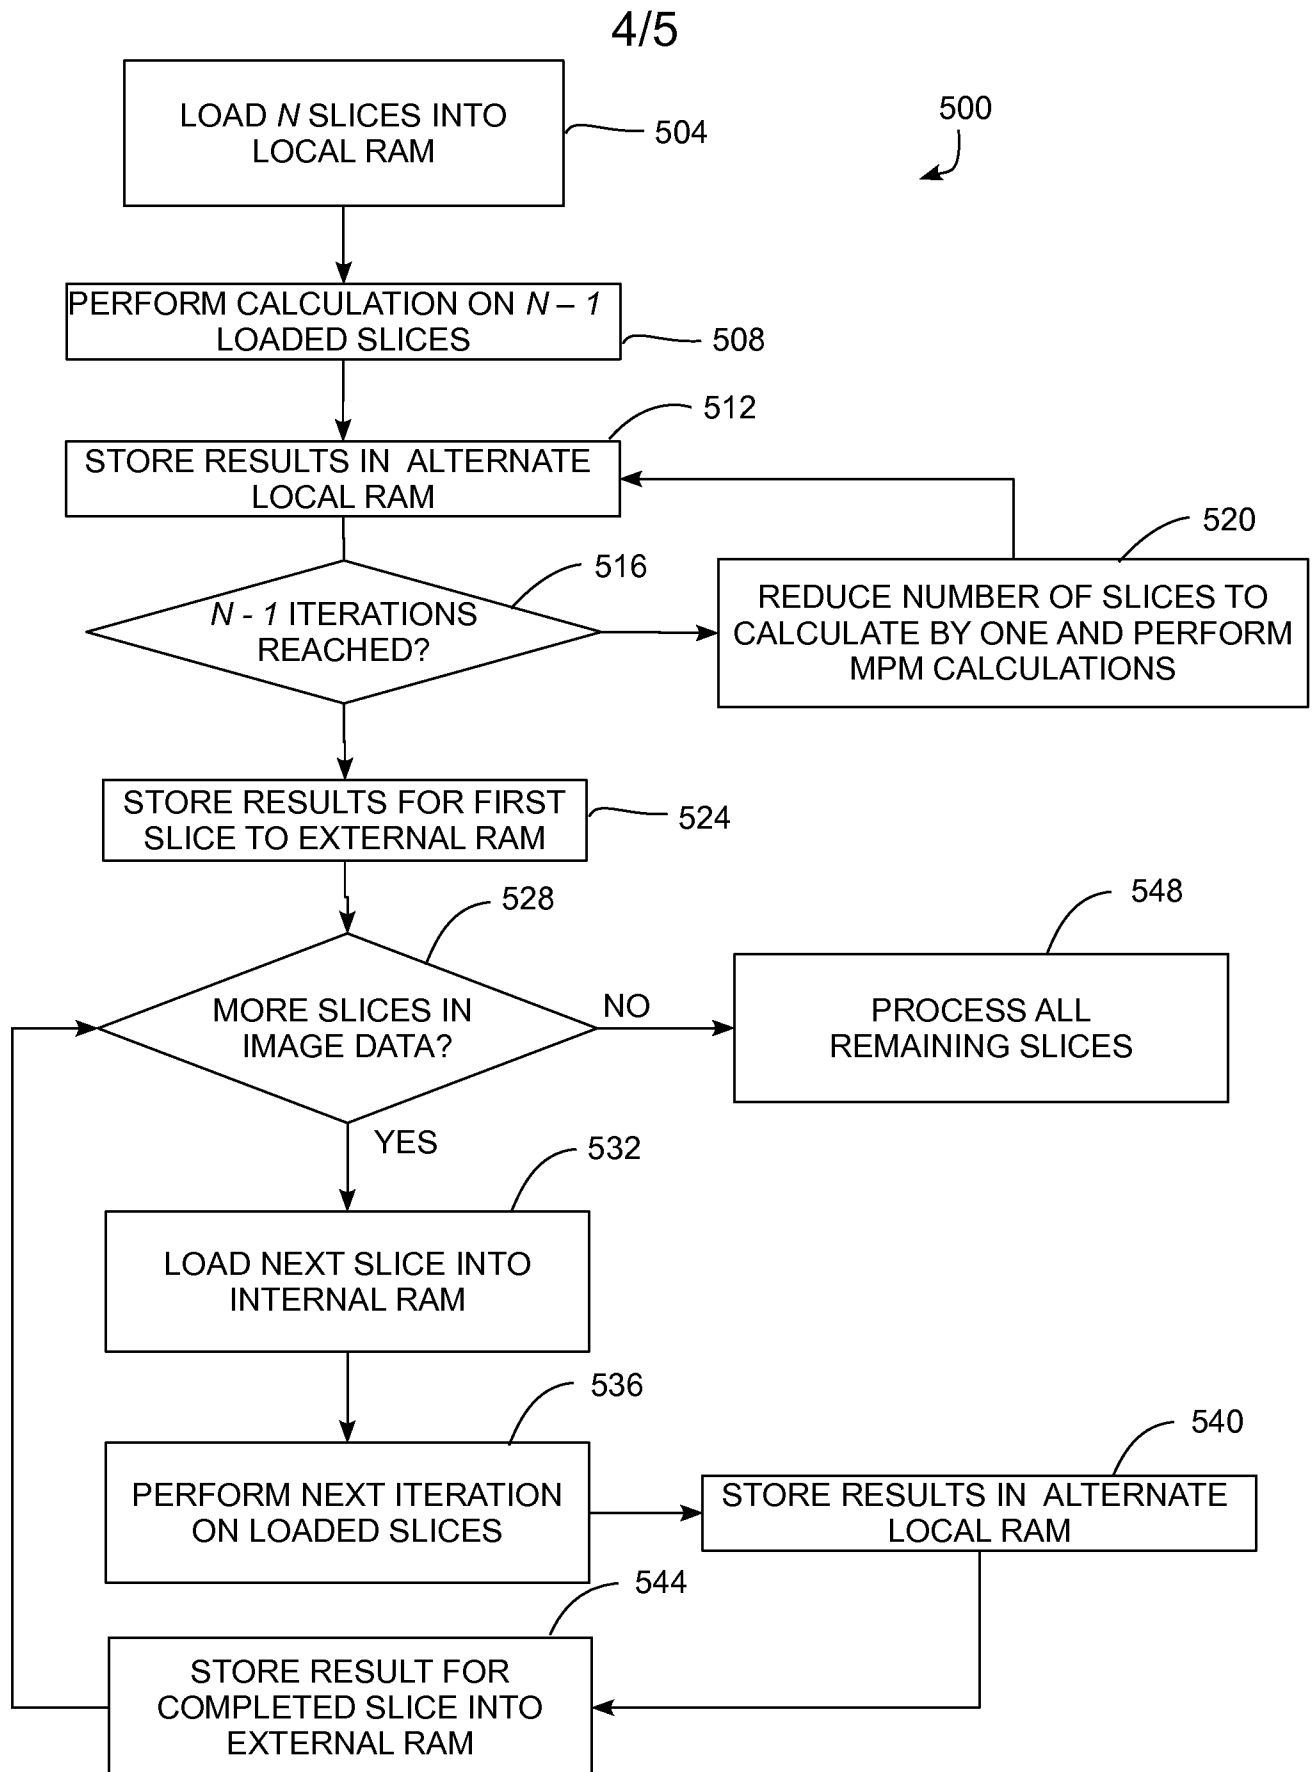 4/5
LOAD N SLICES INTO
LOCAL RAM
504
500
PERFORM CALCULATION ON N – 1
LOADED SLICES
508
512
STORE RESULTS IN ALTERNATE
LOCAL RAM
516
520
N - 1 ITERATIONS
REACHED?
REDUCE NUMBER OF SLICES TO
CALCULATE BY ONE AND PERFORM
MPM CALCULATIONS
STORE RESULTS FOR FIRST
SLICE TO EXTERNAL RAM
524
528
548
MORE SLICES IN
IMAGE DATA?
NO
PROCESS ALL
REMAINING SLICES
YES
532
LOAD NEXT SLICE INTO
INTERNAL RAM
536
540
PERFORM NEXT ITERATION
ON LOADED SLICES
STORE RESULTS IN ALTERNATE
LOCAL RAM
544
STORE RESULT FOR
COMPLETED SLICE INTO
EXTERNAL RAM